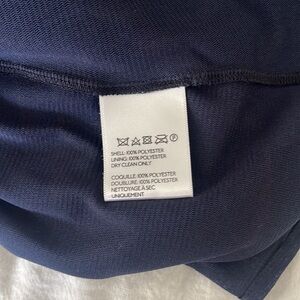 SHELL: 100% POLYESTER
LINING: 100% POLYESTER
DRY CLEAN ONLY
COQUILLE: 100% POLYESTER
DOUBLURE: 100% POLYESTER
NETTOYAGE À SEC
UNIQUEMENT